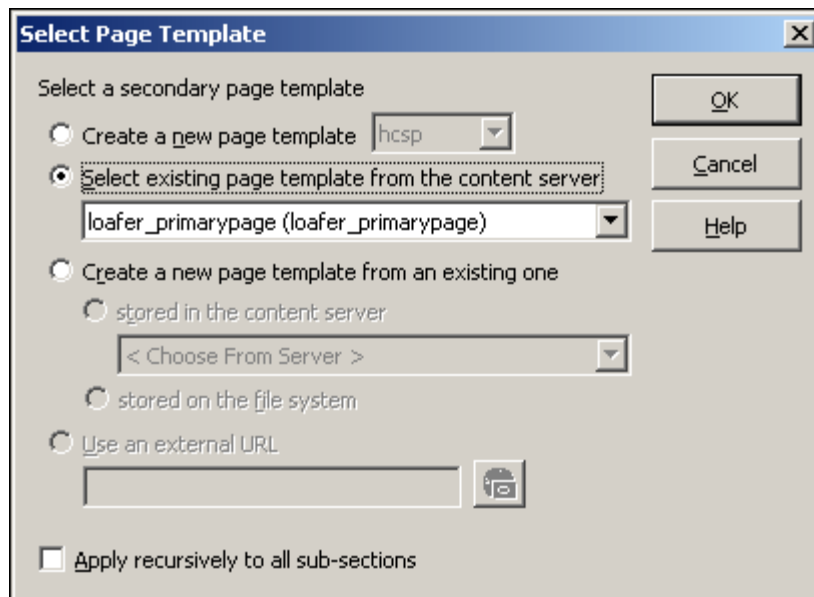 Select Page Template
Select a secondary page template
OK
Create a new page template hcsp
Cancel
Select existing page template from the content server
loafer_primarypage (loafer_primarypage)
Help
Create a new page template from an existing one
stored in the content server
< Choose From Server >
stored on the file system
Use an external URL
Apply recursively to all sub-sections